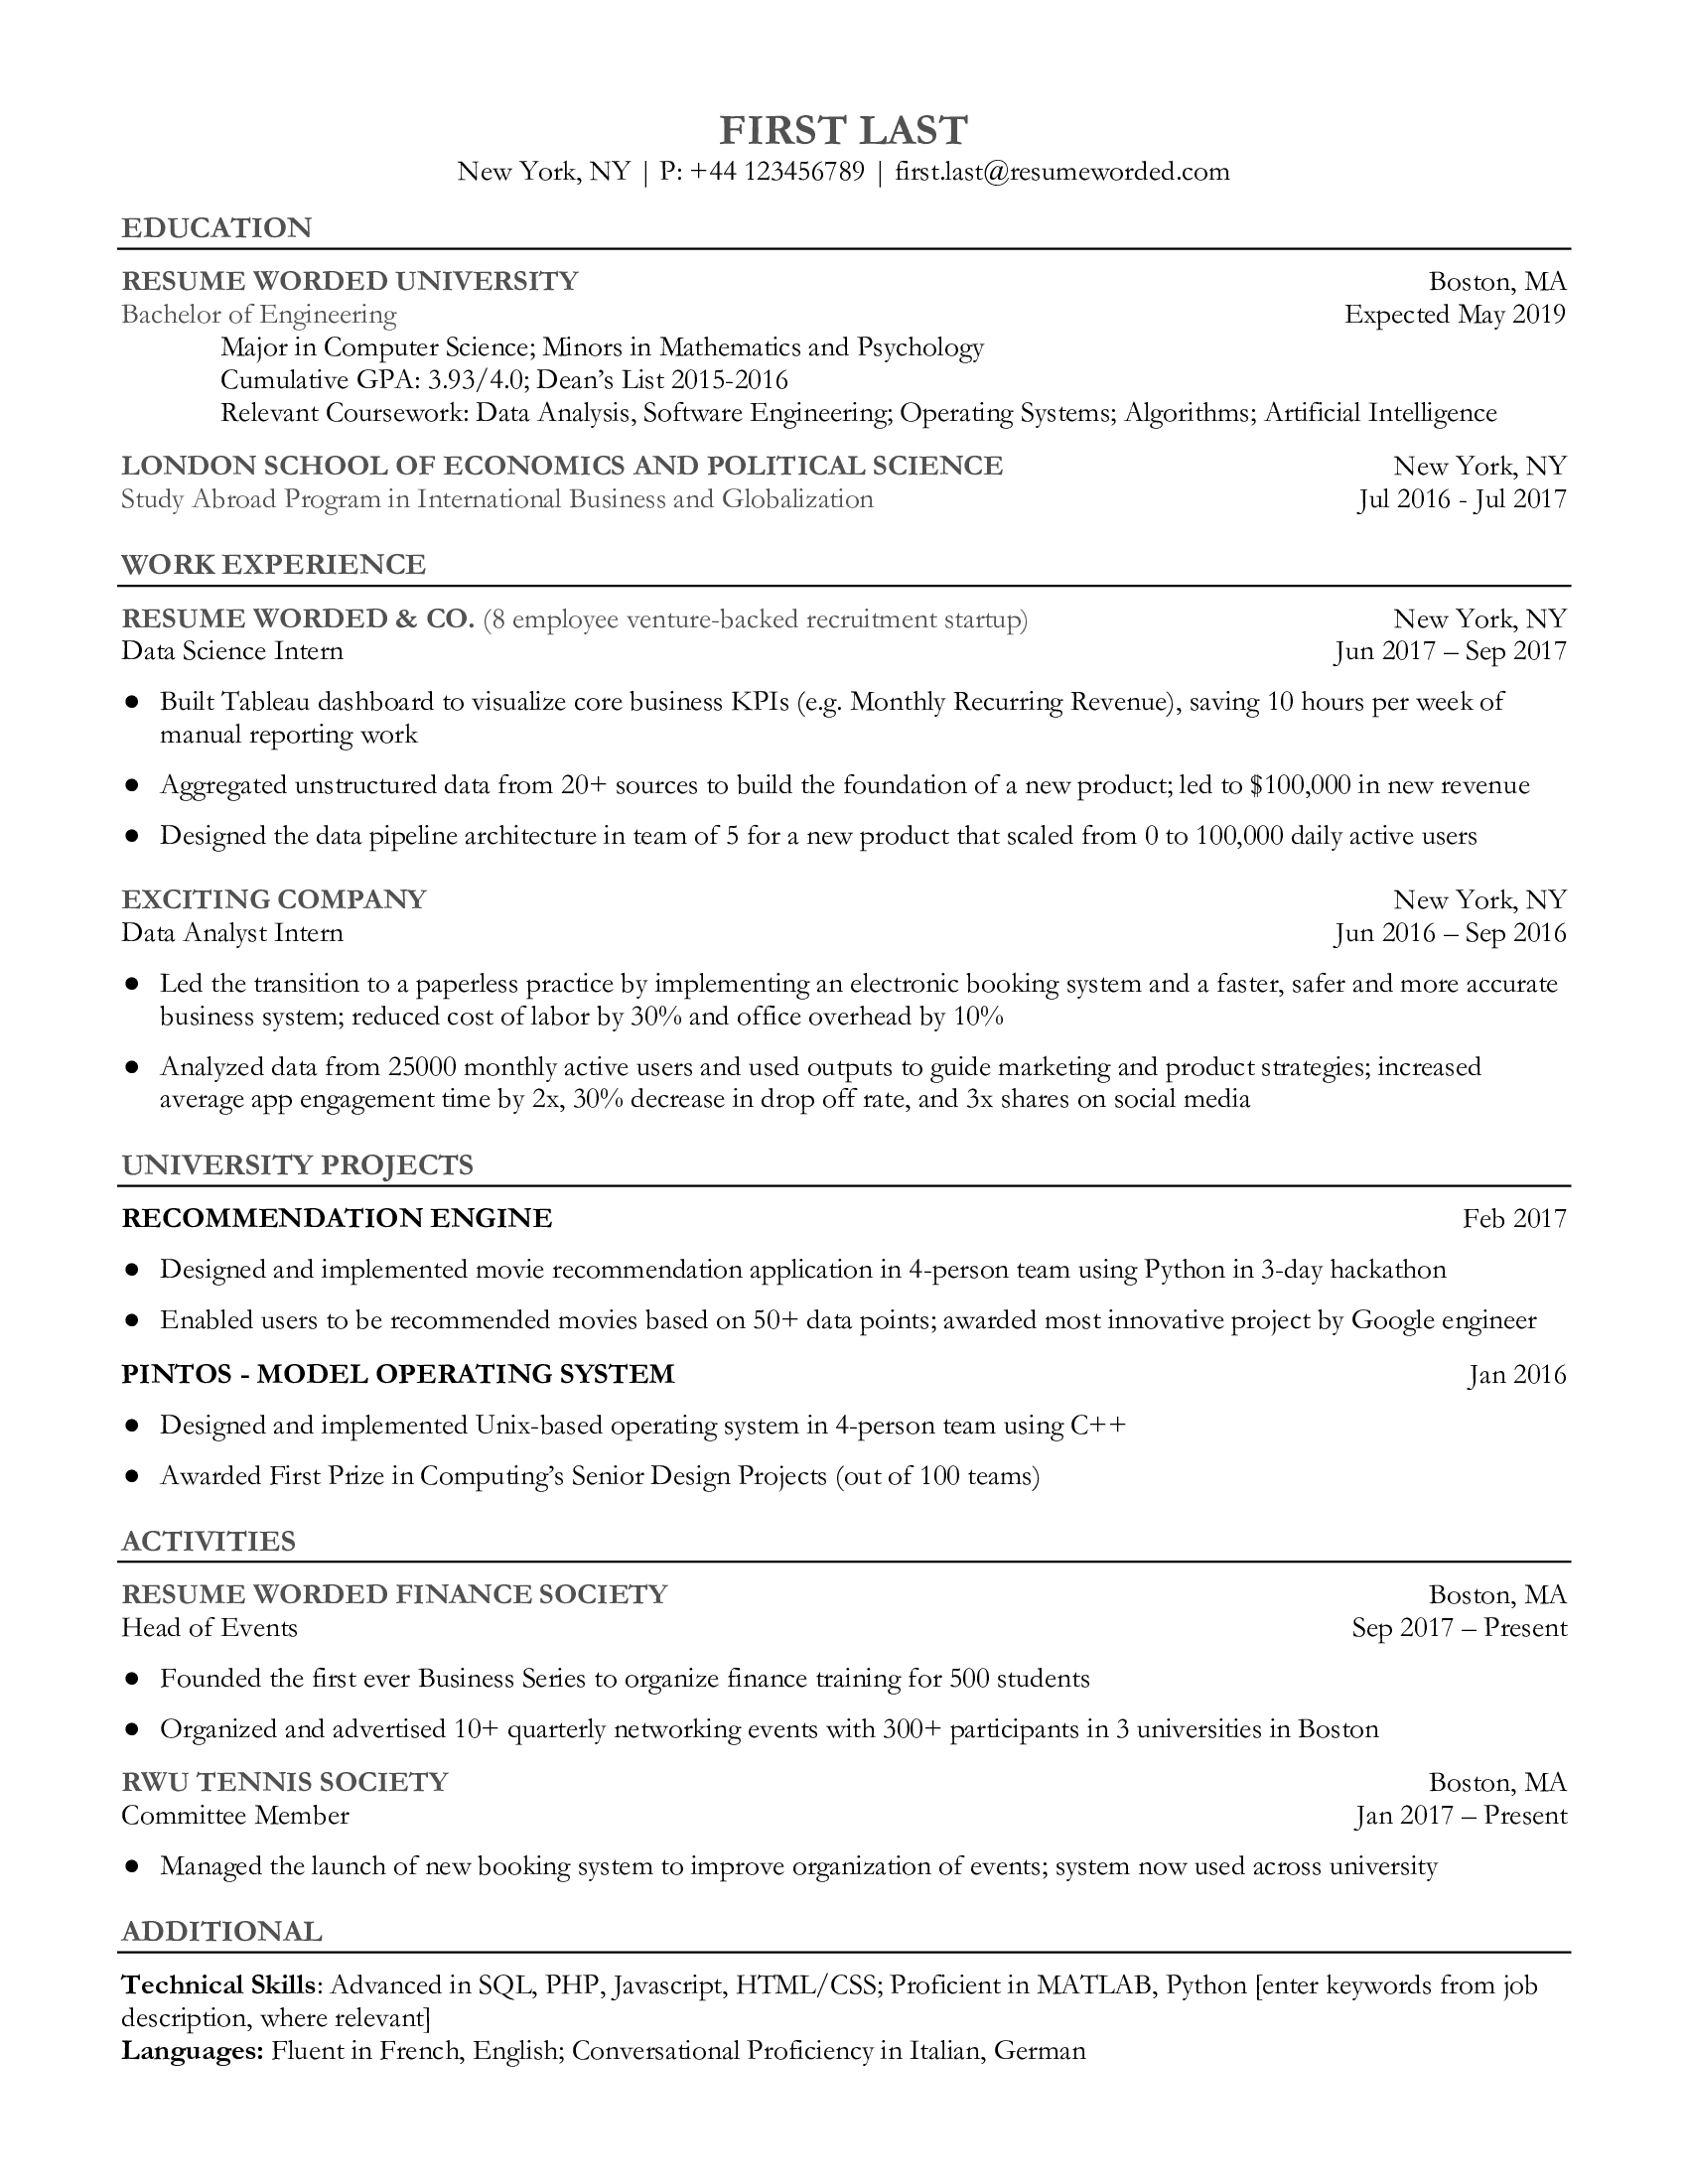 FIRST LAST
New York, NY | P: +44 123456789 | first.last@resumeworded.com
EDUCATION
RESUME WORDED UNIVERSITY Boston, MA
Bachelor of Engineering Expected May 2019
Major in Computer Science; Minors in Mathematics and Psychology
Cumulative GPA: 3.93/4.0; Dean’s List 2015-2016
Relevant Coursework: Data Analysis, Software Engineering; Operating Systems; Algorithms; Artificial Intelligence
LONDON SCHOOL OF ECONOMICS AND POLITICAL SCIENCE New York, NY
Study Abroad Program in International Business and Globalization Jul 2016 - Jul 2017
WORK EXPERIENCE
RESUME WORDED & CO. (8 employee venture-backed recruitment startup) New York, NY
Data Science Intern Jun 2017 – Sep 2017
● Built Tableau dashboard to visualize core business KPIs (e.g. Monthly Recurring Revenue), saving 10 hours per week of
manual reporting work
● Aggregated unstructured data from 20+ sources to build the foundation of a new product; led to $100,000 in new revenue
● Designed the data pipeline architecture in team of 5 for a new product that scaled from 0 to 100,000 daily active users
EXCITING COMPANY New York, NY
Data Analyst Intern Jun 2016 – Sep 2016
● Led the transition to a paperless practice by implementing an electronic booking system and a faster, safer and more accurate
business system; reduced cost of labor by 30% and office overhead by 10%
● Analyzed data from 25000 monthly active users and used outputs to guide marketing and product strategies; increased
average app engagement time by 2x, 30% decrease in drop off rate, and 3x shares on social media
UNIVERSITY PROJECTS
RECOMMENDATION ENGINE Feb 2017
● Designed and implemented movie recommendation application in 4-person team using Python in 3-day hackathon
● Enabled users to be recommended movies based on 50+ data points; awarded most innovative project by Google engineer
PINTOS - MODEL OPERATING SYSTEM Jan 2016
● Designed and implemented Unix-based operating system in 4-person team using C++
● Awarded First Prize in Computing’s Senior Design Projects (out of 100 teams)
ACTIVITIES
RESUME WORDED FINANCE SOCIETY Boston, MA
Head of Events Sep 2017 – Present
● Founded the first ever Business Series to organize finance training for 500 students
● Organized and advertised 10+ quarterly networking events with 300+ participants in 3 universities in Boston
RWU TENNIS SOCIETY Boston, MA
Committee Member Jan 2017 – Present
● Managed the launch of new booking system to improve organization of events; system now used across university
ADDITIONAL
Technical Skills: Advanced in SQL, PHP, Javascript, HTML/CSS; Proficient in MATLAB, Python [enter keywords from job
description, where relevant]
Languages: Fluent in French, English; Conversational Proficiency in Italian, German